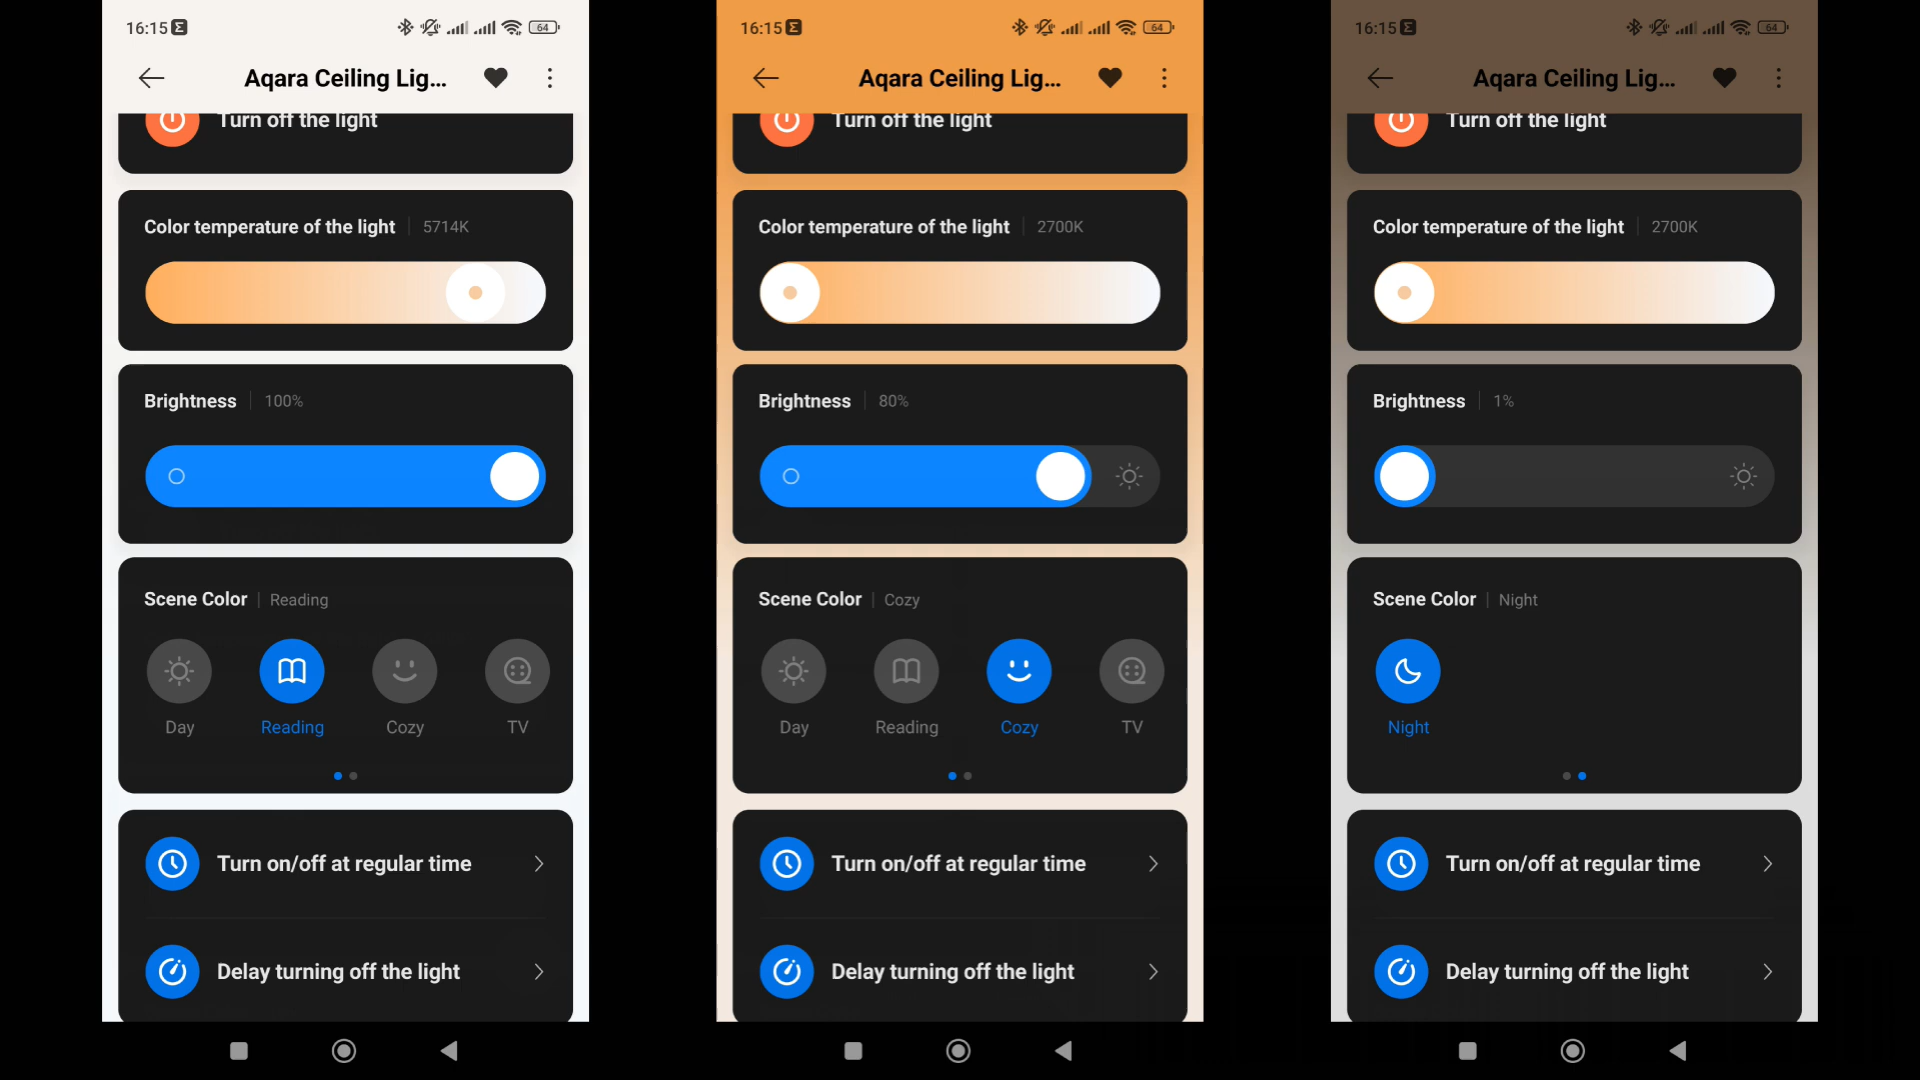 16:15
64
Aqara Ceiling Lig...
Turn off the light
Color temperature of the light | 5714K
Brightness | 100%
Scene Color | Reading
Day Reading Cozy TV
Turn on/off at regular time
Delay turning off the light
16:15
64
Aqara Ceiling Lig...
Turn off the light
Color temperature of the light | 2700K
Brightness | 80%
Scene Color | Cozy
Day Reading Cozy TV
Turn on/off at regular time
Delay turning off the light
16:15
64
Aqara Ceiling Lig...
Turn off the light
Color temperature of the light | 2700K
Brightness | 1%
Scene Color | Night
Night
Turn on/off at regular time
Delay turning off the light